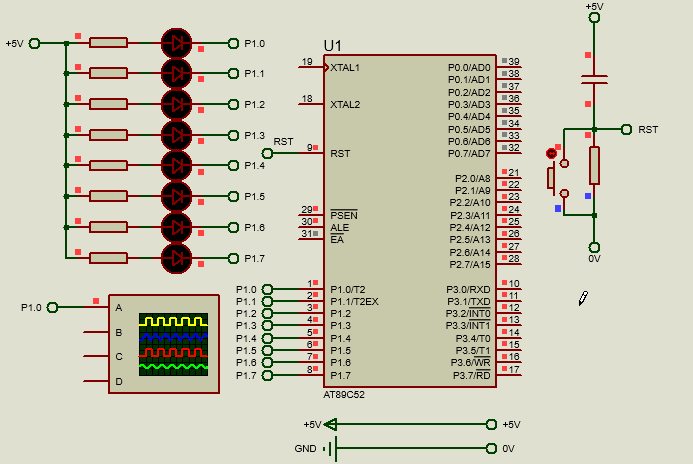 +5V
P1.0
P1.1
P1.2
P1.3
P1.4
P1.5
P1.6
P1.7
P1.0
A
B
C
D
U1
19 XTAL1
18 XTAL2
RST
9 RST
29 PSEN
30 ALE
31 EA
P1.0 1 P1.0/T2
P1.1 2 P1.1/T2EX
P1.2 3 P1.2
P1.3 4 P1.3
P1.4 5 P1.4
P1.5 6 P1.5
P1.6 7 P1.6
P1.7 8 P1.7
P0.0/AD0 39
P0.1/AD1 38
P0.2/AD2 37
P0.3/AD3 36
P0.4/AD4 35
P0.5/AD5 34
P0.6/AD6 33
P0.7/AD7 32
P2.0/A8 21
P2.1/A9 22
P2.2/A10 23
P2.3/A11 24
P2.4/A12 25
P2.5/A13 26
P2.6/A14 27
P2.7/A15 28
P3.0/RXD 10
P3.1/TXD 11
P3.2/INT0 12
P3.3/INT1 13
P3.4/T0 14
P3.5/T1 15
P3.6/WR 16
P3.7/RD 17
AT89C52
+5V
RST
0V
+5V +5V
GND 0V